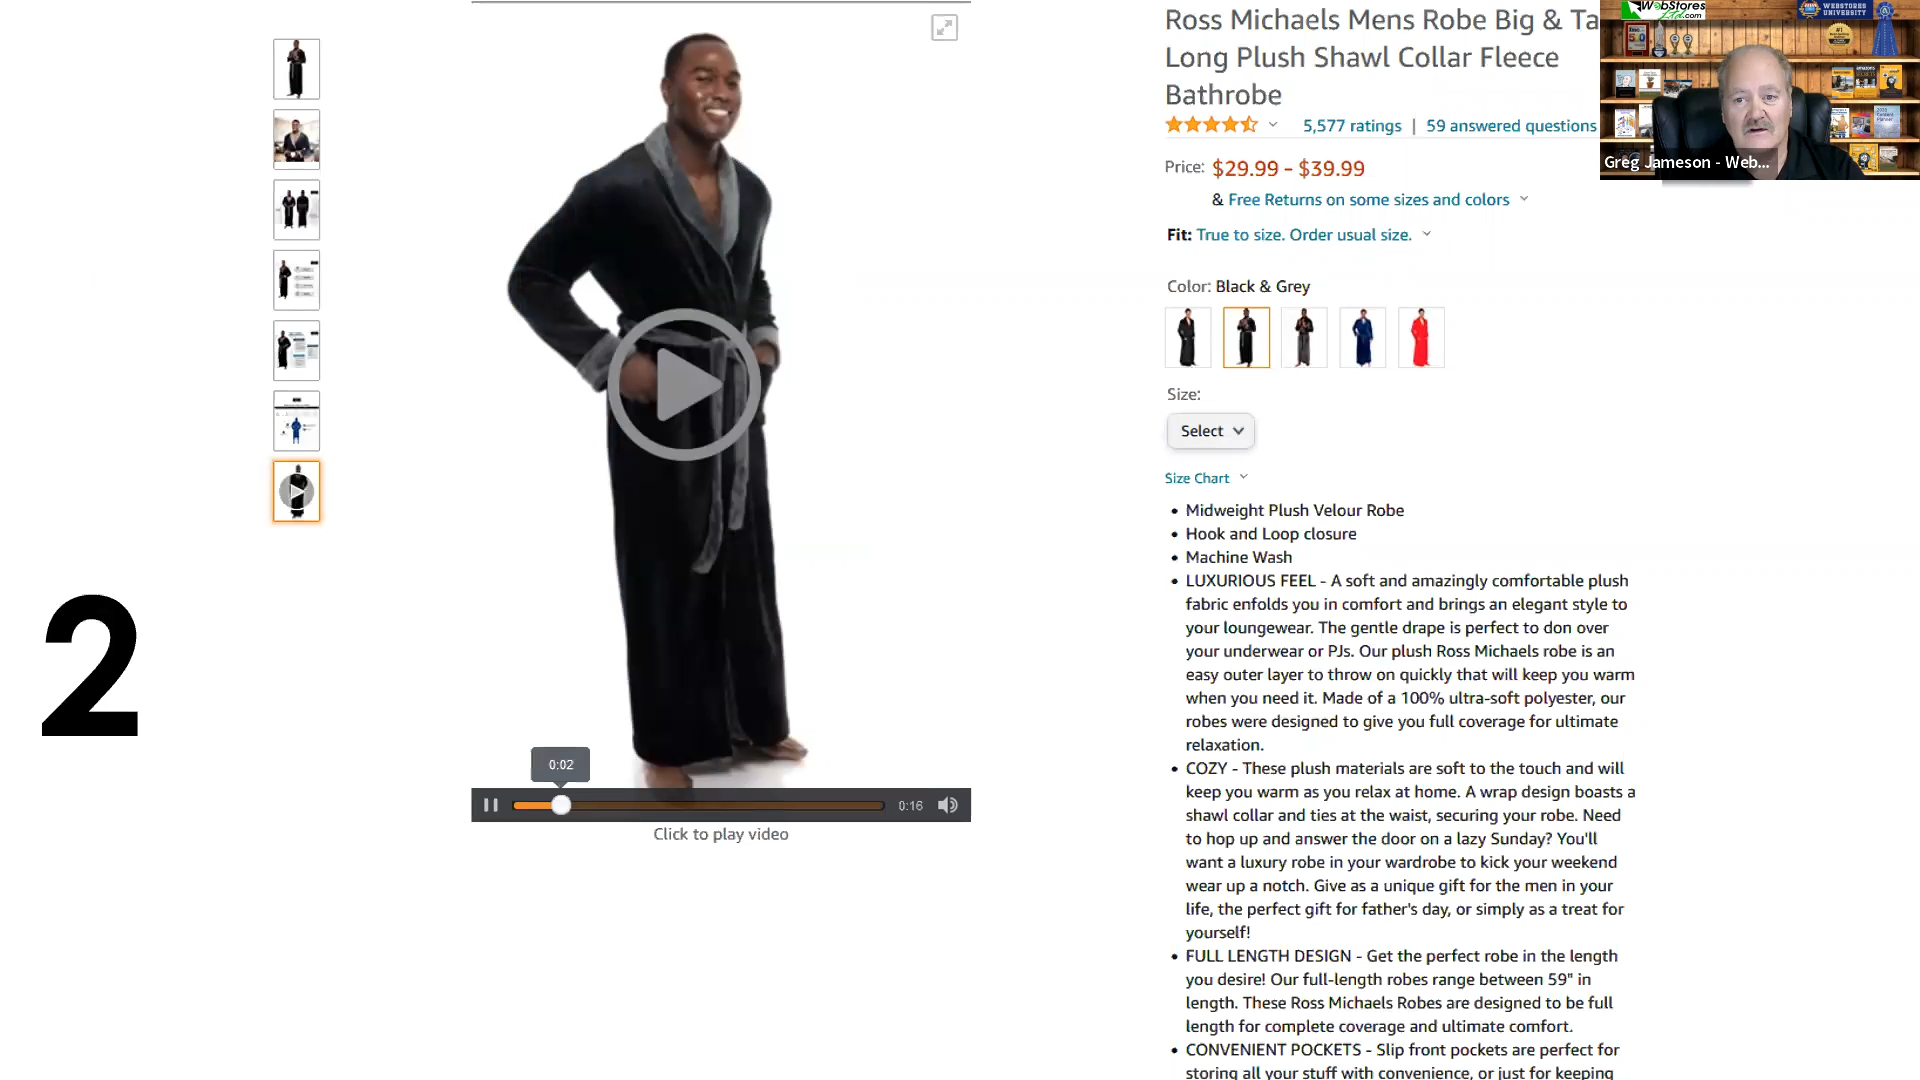 Ross Michaels Mens Robe Big & Ta
Long Plush Shawl Collar Fleece
Bathrobe
5,577 ratings | 59 answered questions
Price: $29.99 - $39.99
& Free Returns on some sizes and colors
Fit: True to size. Order usual size.
Color: Black & Grey
Size:
Select
Size Chart
• Midweight Plush Velour Robe
• Hook and Loop closure
• Machine Wash
• LUXURIOUS FEEL - A soft and amazingly comfortable plush
fabric enfolds you in comfort and brings an elegant style to
your loungewear. The gentle drape is perfect to don over
your underwear or PJs. Our plush Ross Michaels robe is an
easy outer layer to throw on quickly that will keep you warm
when you need it. Made of a 100% ultra-soft polyester, our
robes were designed to give you full coverage for ultimate
relaxation.
• COZY - These plush materials are soft to the touch and will
keep you warm as you relax at home. A wrap design boasts a
shawl collar and ties at the waist, securing your robe. Need
to hop up and answer the door on a lazy Sunday? You'll
want a luxury robe in your wardrobe to kick your weekend
wear up a notch. Give as a unique gift for the men in your
life, the perfect gift for father's day, or simply as a treat for
yourself!
• FULL LENGTH DESIGN - Get the perfect robe in the length
you desire! Our full-length robes range between 59" in
length. These Ross Michaels Robes are designed to be full
length for complete coverage and ultimate comfort.
• CONVENIENT POCKETS - Slip front pockets are perfect for
storing all your stuff with convenience, or just for keeping
2
0:02
0:16
Click to play video
WebStores
Ltd.com
WEBSTORES
UNIVERSITY
Inc.
5.0
#1
Greg Jameson - Web...